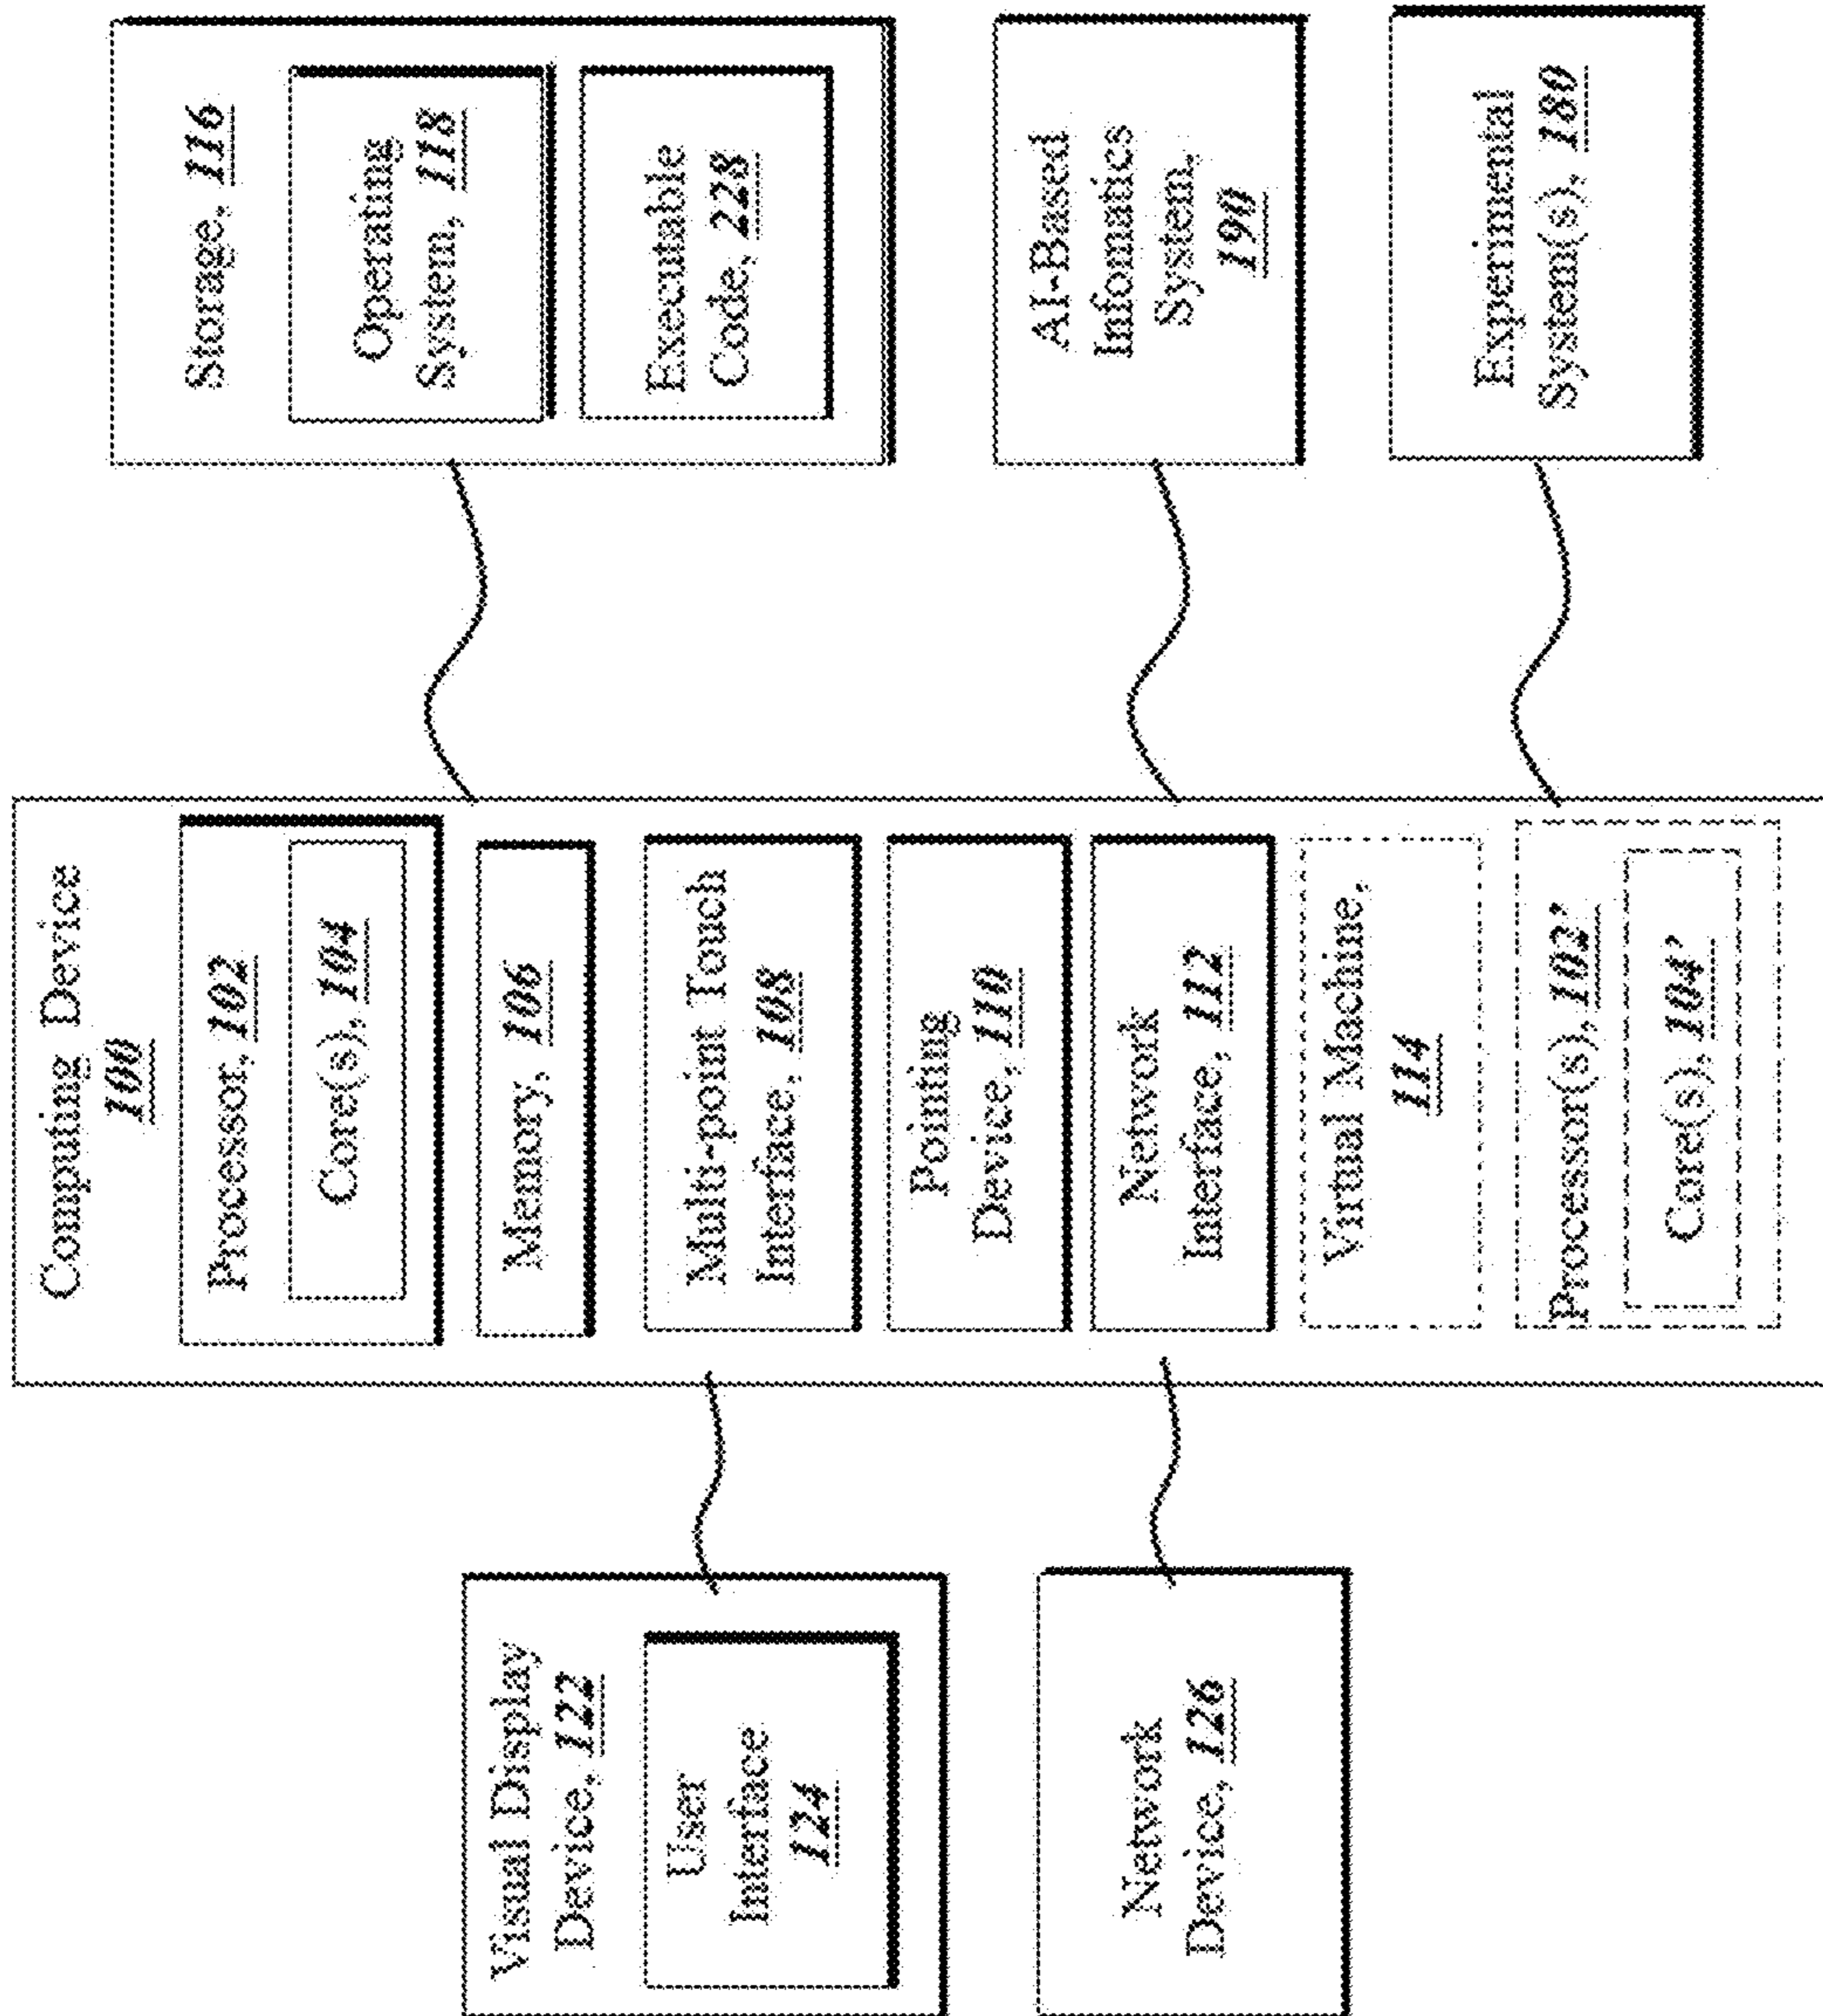 Visual Display
Device, 122
User
Interface
124
Network
Device, 126
Computing Device
100
Processor, 102
Core(s), 104
Memory, 106
Multi-point Touch
Interface, 108
Pointing
Device, 110
Network
Interface, 112
Virtual Machine,
114
Processor(s), 102'
Core(s), 104'
Storage, 116
Operating
System, 118
Executable
Code, 228
AI-Based
Infomatics
System,
190
Experimental
System(s), 180